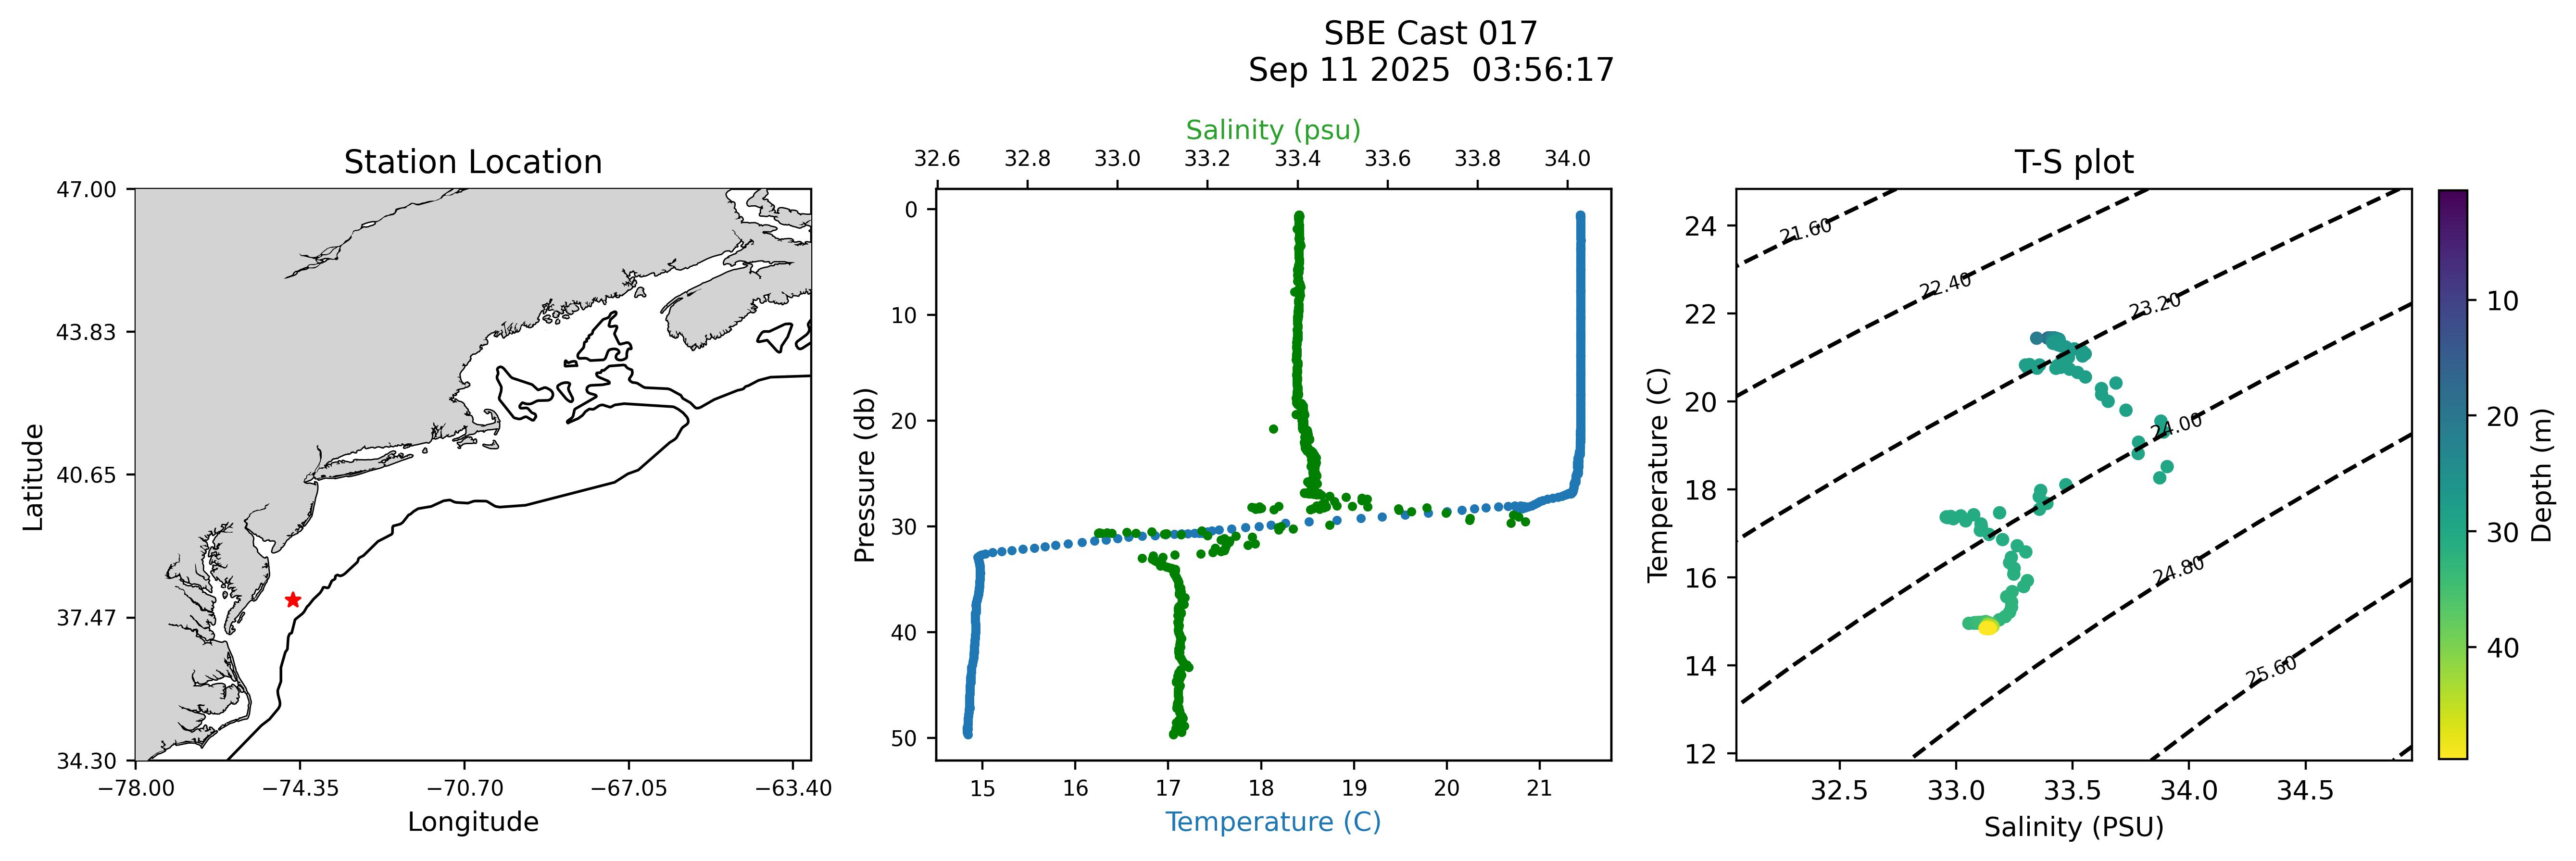 SBE Cast 017
Sep 11 2025  03:56:17
Station Location
47.00
43.83
40.65
37.47
34.30
Latitude
−78.00 −74.35 −70.70 −67.05 −63.40
Longitude
Salinity (psu)
32.6 32.8 33.0 33.2 33.4 33.6 33.8 34.0
0
10
20
30
40
50
Pressure (db)
15 16 17 18 19 20 21
Temperature (C)
T-S plot
24
22
20
18
16
14
12
Temperature (C)
21.60
22.40
23.20
24.00
24.80
25.60
32.5 33.0 33.5 34.0 34.5
Salinity (PSU)
10
20
30
40
Depth (m)